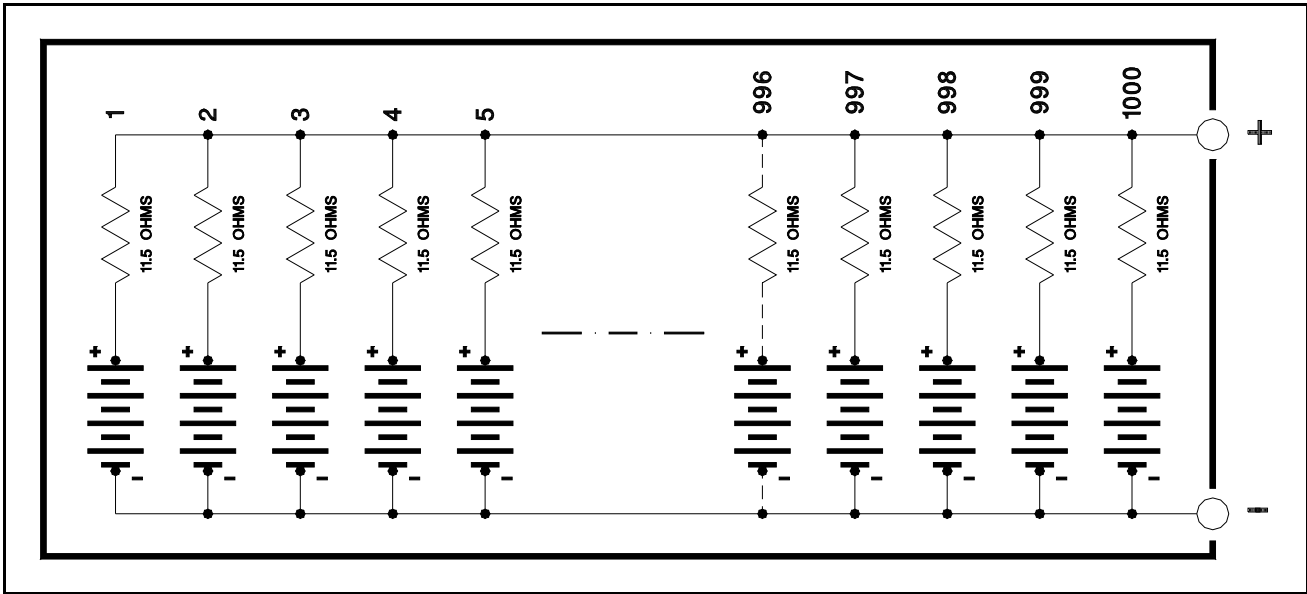 1 2 3 4 5 996 997 998 999 1000
+
11.5 OHMS 11.5 OHMS 11.5 OHMS 11.5 OHMS 11.5 OHMS 11.5 OHMS 11.5 OHMS 11.5 OHMS 11.5 OHMS 11.5 OHMS
+ + + + + + + + + +
- - - - - - - - - -
-